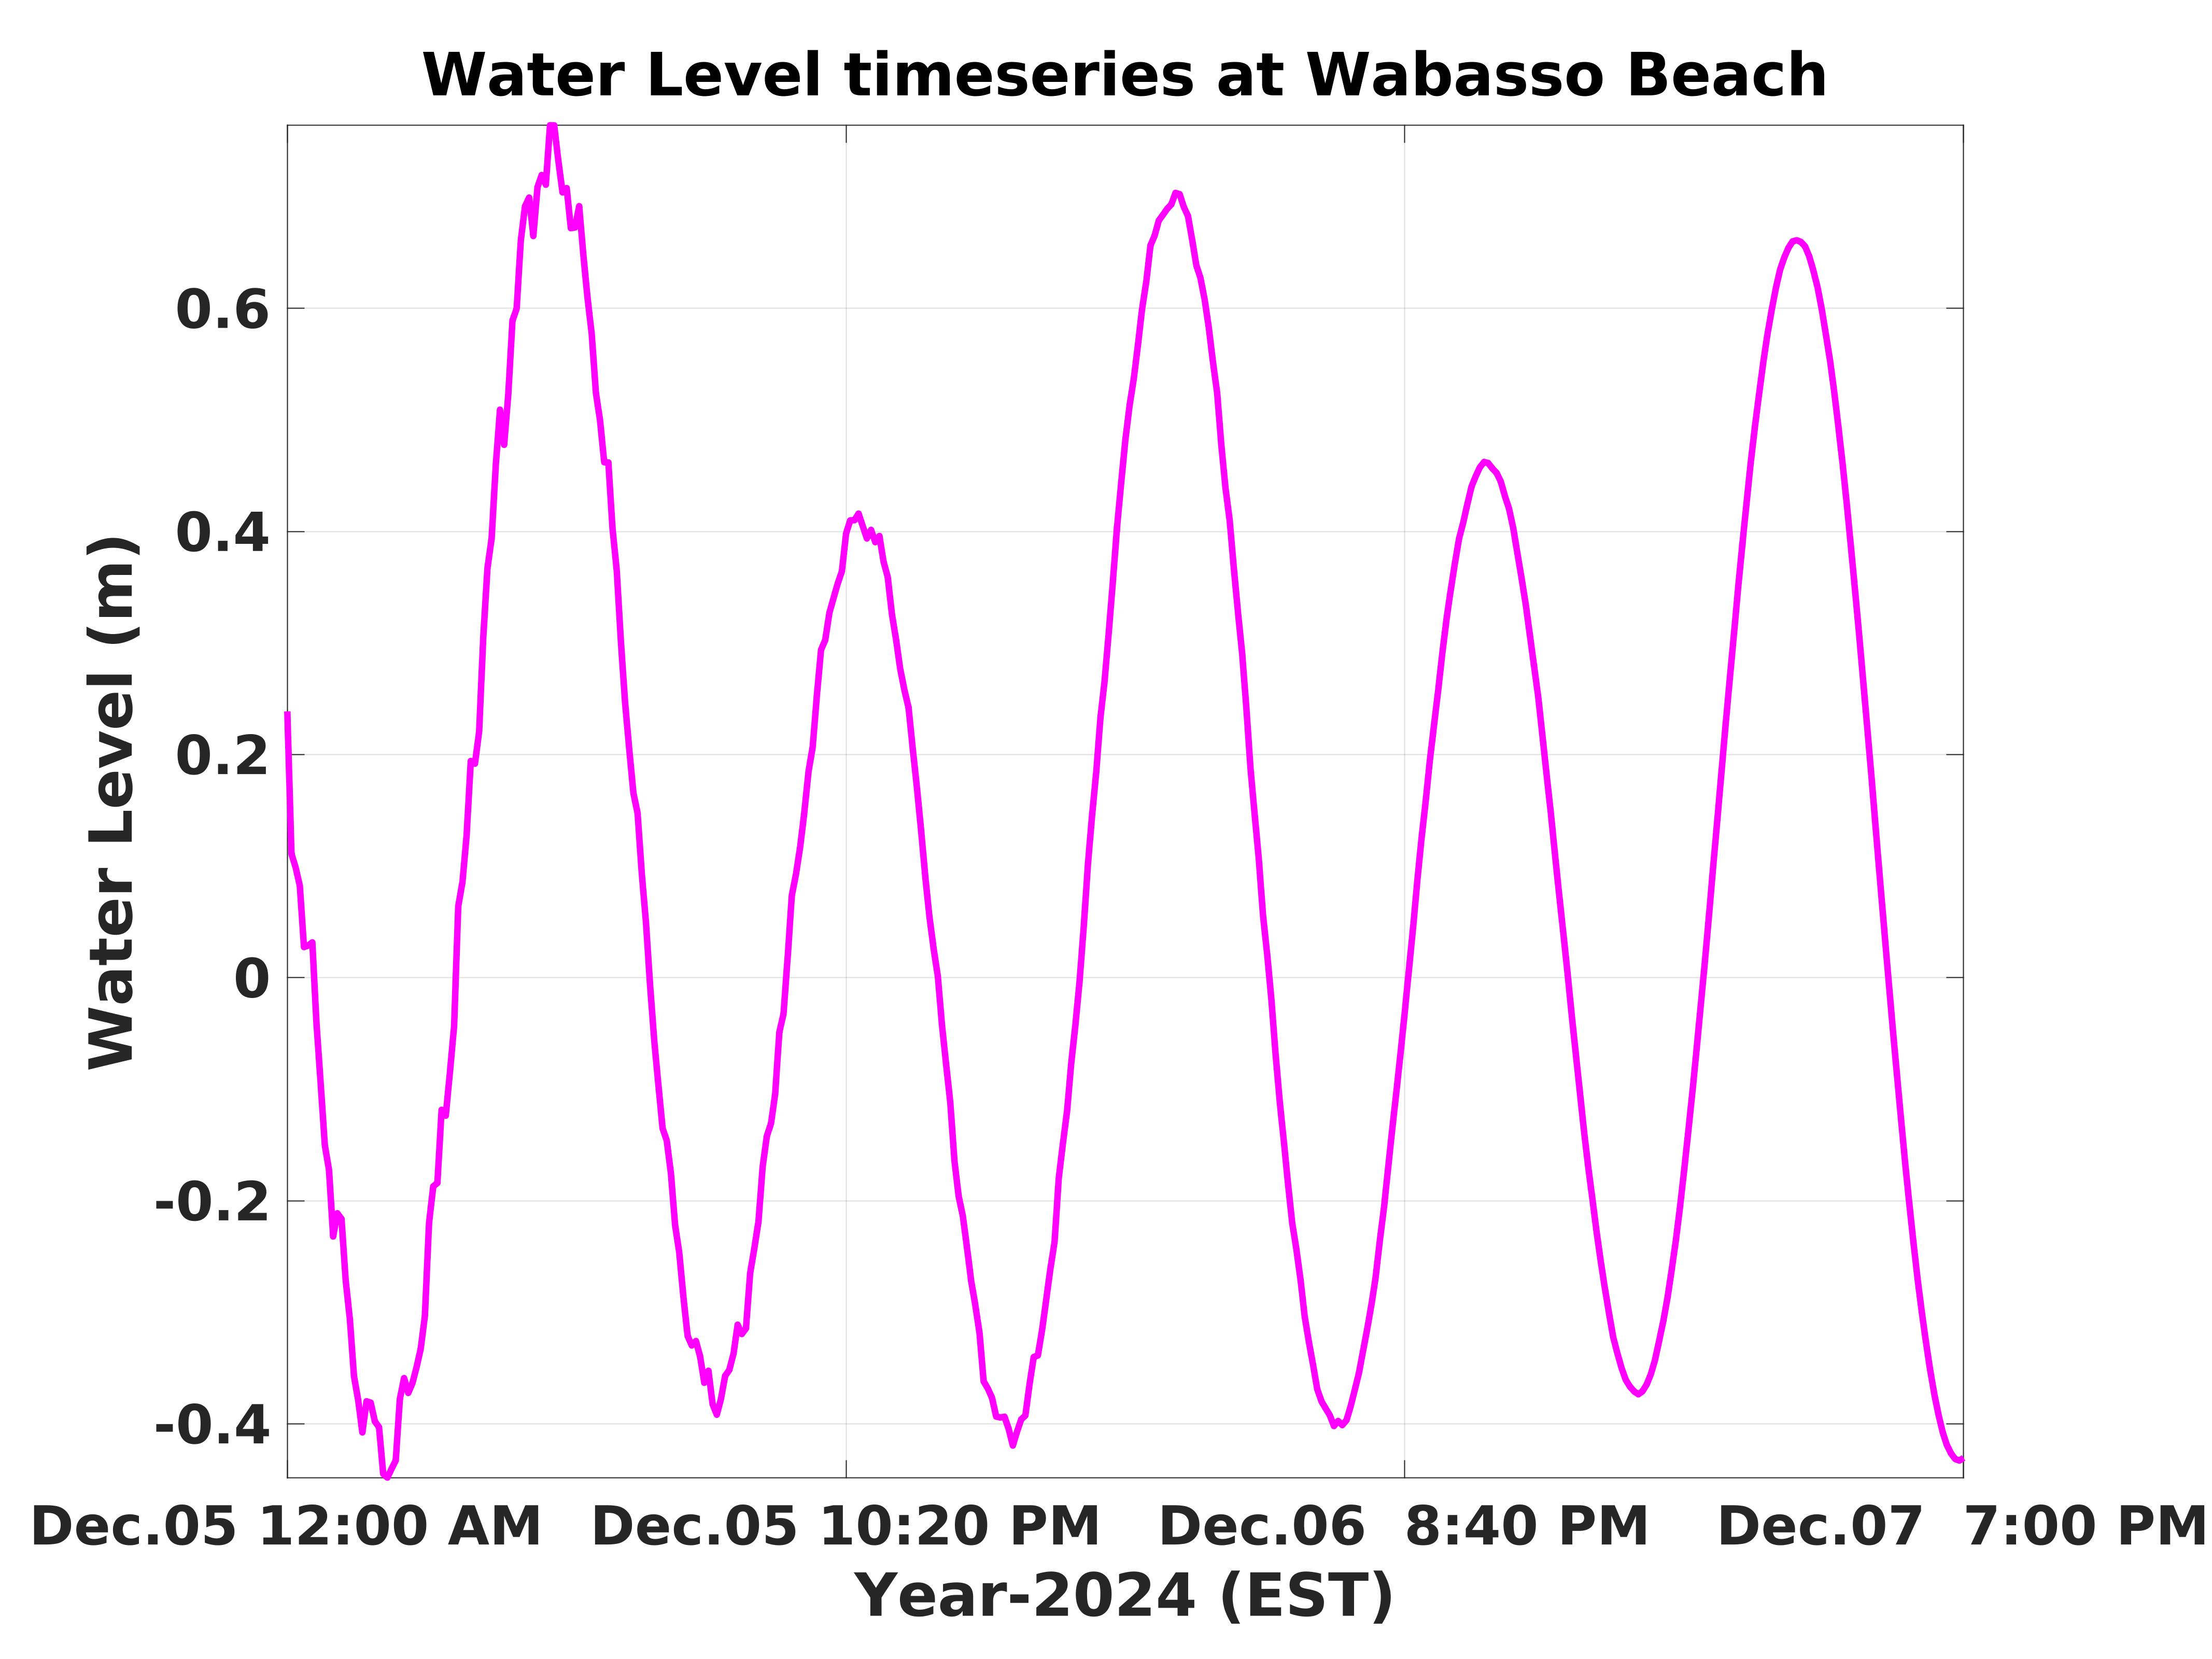 Water Level timeseries at Wabasso Beach
Water Level (m)
0.6
0.4
0.2
0
-0.2
-0.4
Dec.05 12:00 AM Dec.05 10:20 PM Dec.06 8:40 PM Dec.07 7:00 PM
Year-2024 (EST)